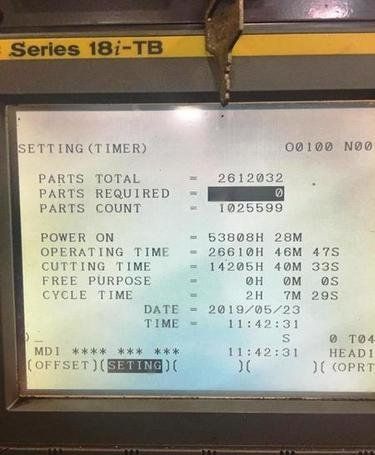 Series 18i-TB
SETTING(TIMER) O0100 N00
PARTS TOTAL = 2612032
PARTS REQUIRED = 0
PARTS COUNT = 1025599
POWER ON = 53808H 28M
OPERATING TIME = 26610H 46M 47S
CUTTING TIME = 14205H 40M 33S
FREE PURPOSE = 0H 0M 0S
CYCLE TIME = 2H 7M 29S
DATE = 2019/05/23
TIME = 11:42:31
)_ S 0 T04
MDI **** *** *** 11:42:31 HEAD1
(OFFSET)(SETING)( )( )( (OPRT